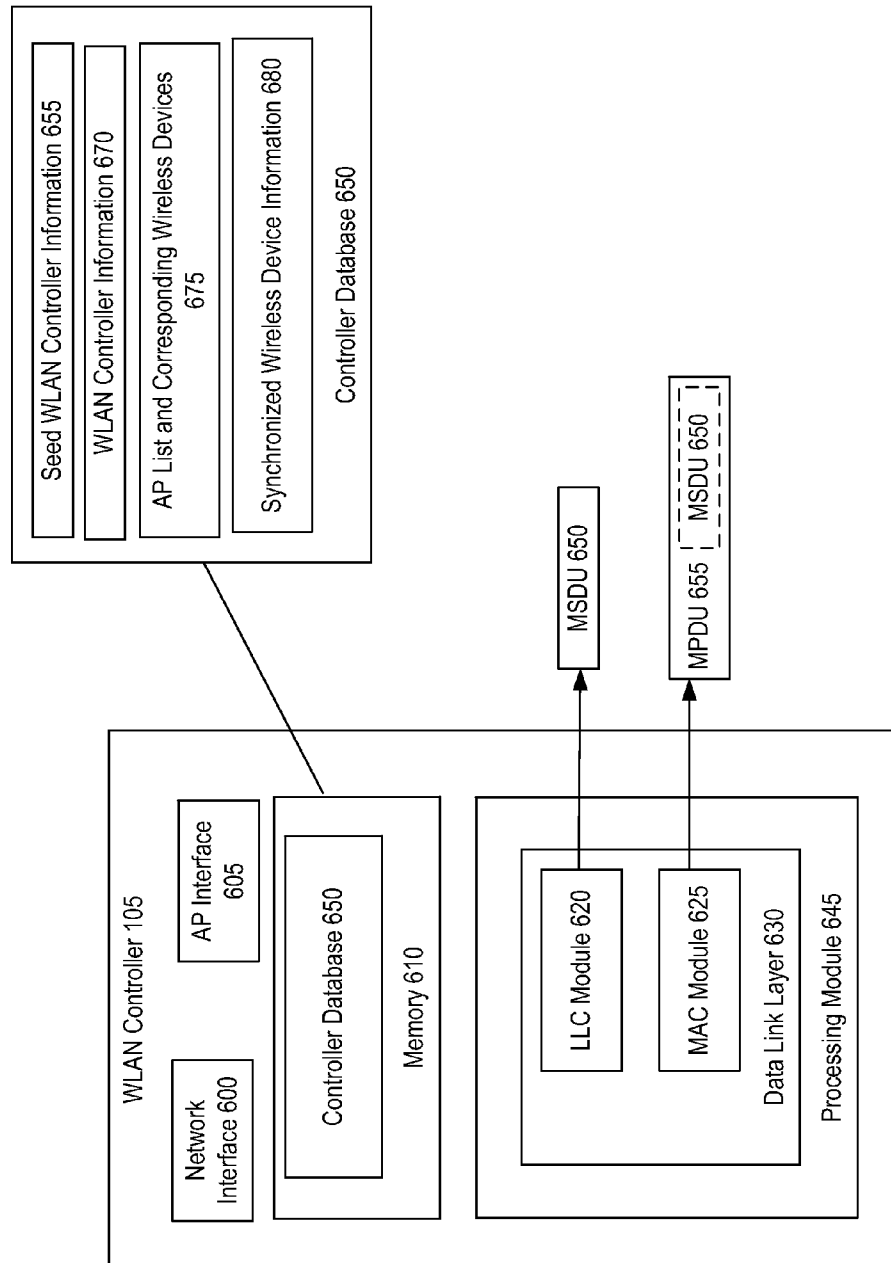 WLAN Controller 105
Network
Interface 600
AP Interface
605
Controller Database 650
Memory 610
LLC Module 620
MAC Module 625
Data Link Layer 630
Processing Module 645
Seed WLAN Controller Information 655
WLAN Controller Information 670
AP List and Corresponding Wireless Devices
675
Synchronized Wireless Device Information 680
Controller Database 650
MSDU 650
MPDU 655
MSDU 650